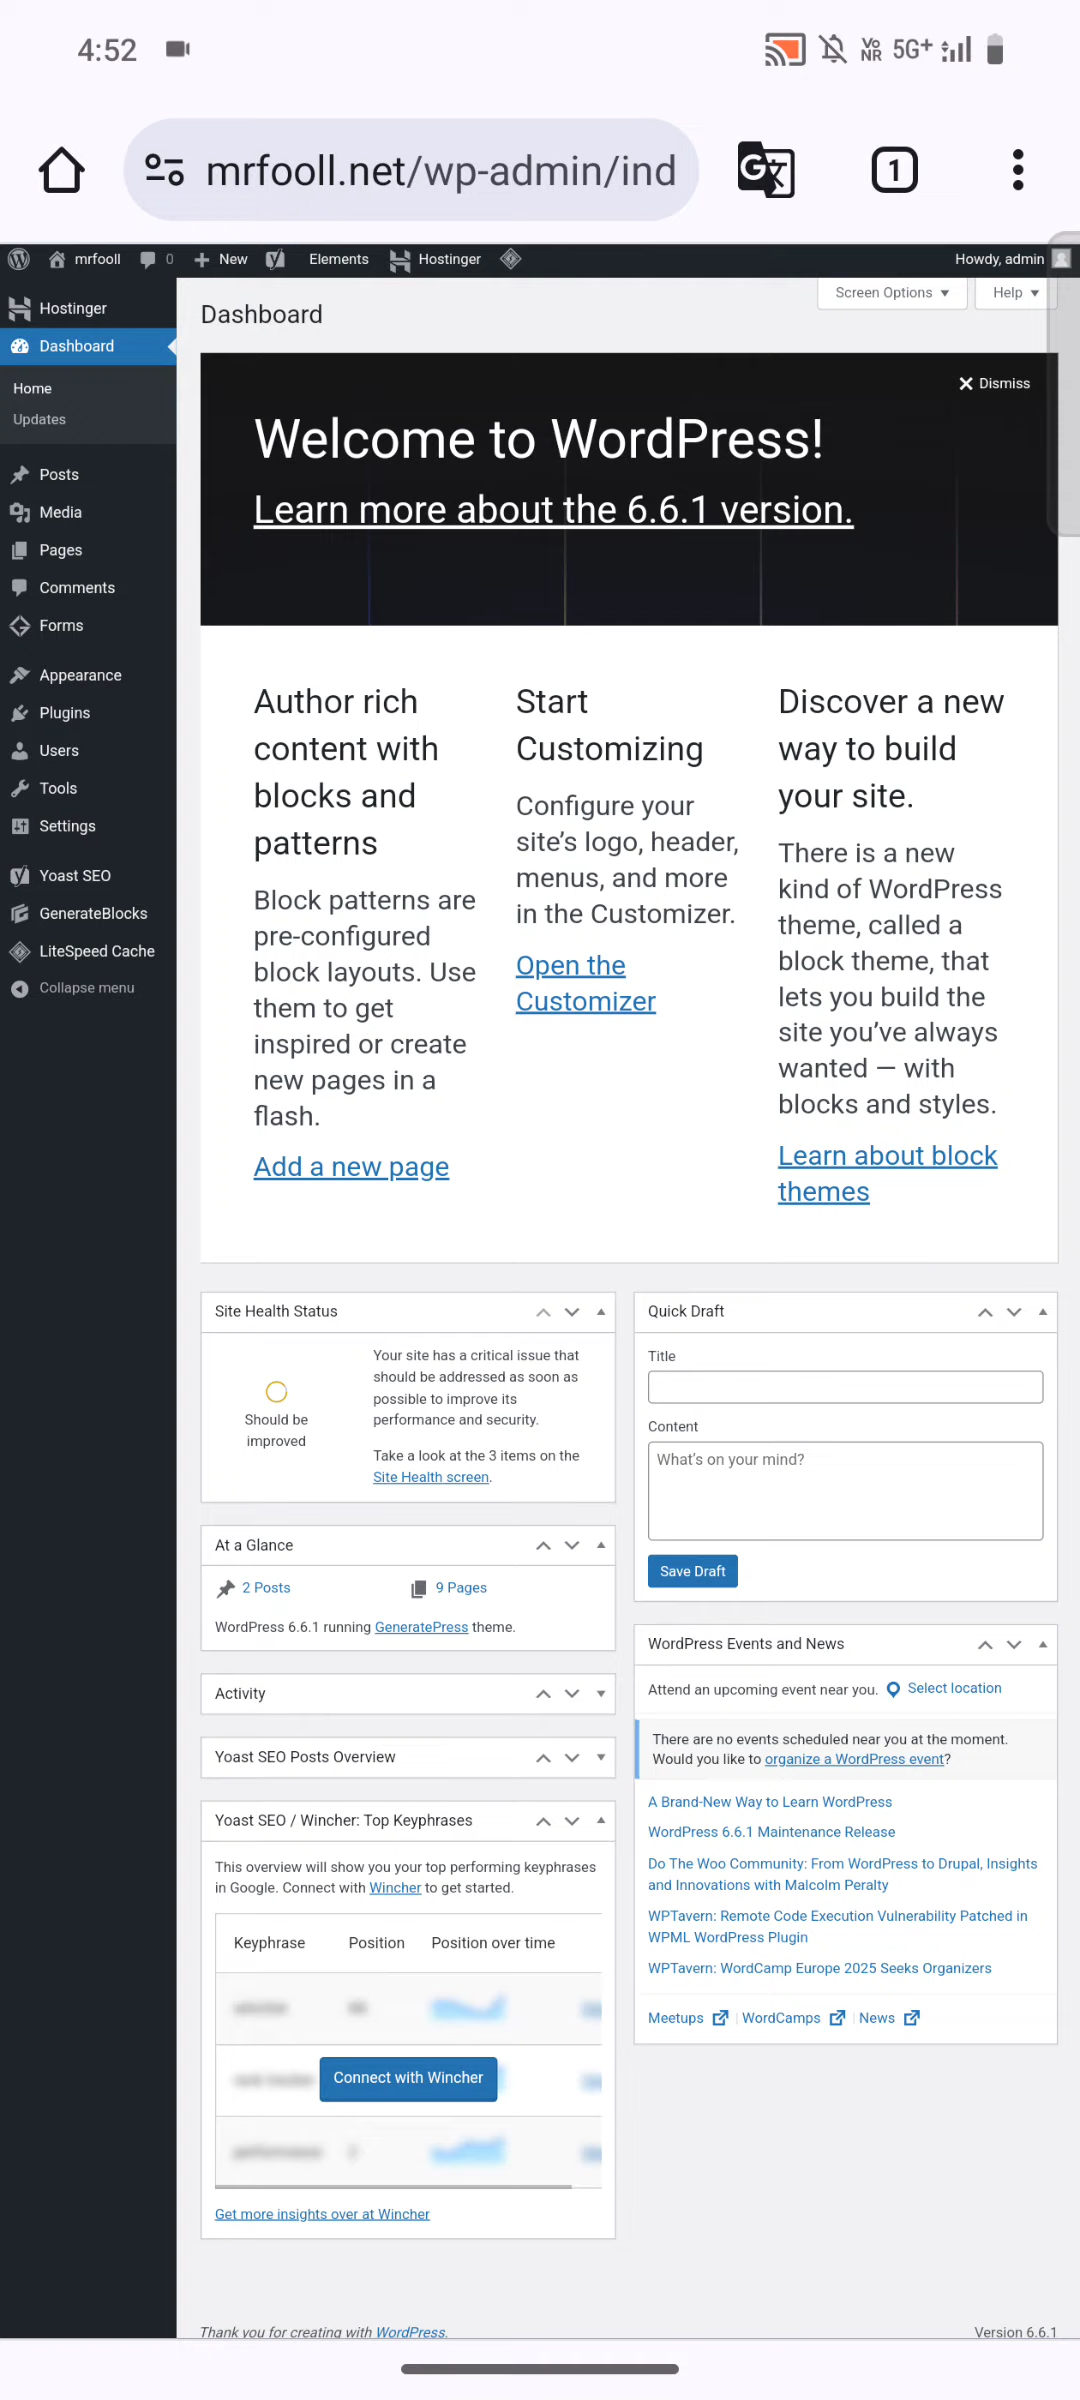 4:52
Vo NR 5G+
mrfooll.net/wp-admin/ind
1
mrfooll 0 New Elements Hostinger Howdy, admin
Hostinger
Dashboard
Home
Updates
Posts
Media
Pages
Comments
Forms
Appearance
Plugins
Users
Tools
Settings
Yoast SEO
GenerateBlocks
LiteSpeed Cache
Collapse menu
Screen Options ▼ Help ▼
Dashboard
Dismiss
Welcome to WordPress!
Learn more about the 6.6.1 version.
Author rich
content with
blocks and
patterns
Block patterns are
pre-configured
block layouts. Use
them to get
inspired or create
new pages in a
flash.
Add a new page
Start
Customizing
Configure your
site’s logo, header,
menus, and more
in the Customizer.
Open the
Customizer
Discover a new
way to build
your site.
There is a new
kind of WordPress
theme, called a
block theme, that
lets you build the
site you’ve always
wanted — with
blocks and styles.
Learn about block
themes
Site Health Status
Should be
improved
Your site has a critical issue that
should be addressed as soon as
possible to improve its
performance and security.
Take a look at the 3 items on the
Site Health screen.
At a Glance
2 Posts 9 Pages
WordPress 6.6.1 running GeneratePress theme.
Activity
Yoast SEO Posts Overview
Yoast SEO / Wincher: Top Keyphrases
This overview will show you your top performing keyphrases
in Google. Connect with Wincher to get started.
Keyphrase Position Position over time
Connect with Wincher
Get more insights over at Wincher
Quick Draft
Title
Content
What’s on your mind?
Save Draft
WordPress Events and News
Attend an upcoming event near you. Select location
There are no events scheduled near you at the moment.
Would you like to organize a WordPress event?
A Brand-New Way to Learn WordPress
WordPress 6.6.1 Maintenance Release
Do The Woo Community: From WordPress to Drupal, Insights
and Innovations with Malcolm Peralty
WPTavern: Remote Code Execution Vulnerability Patched in
WPML WordPress Plugin
WPTavern: WordCamp Europe 2025 Seeks Organizers
Meetups | WordCamps | News
Thank you for creating with WordPress. Version 6.6.1